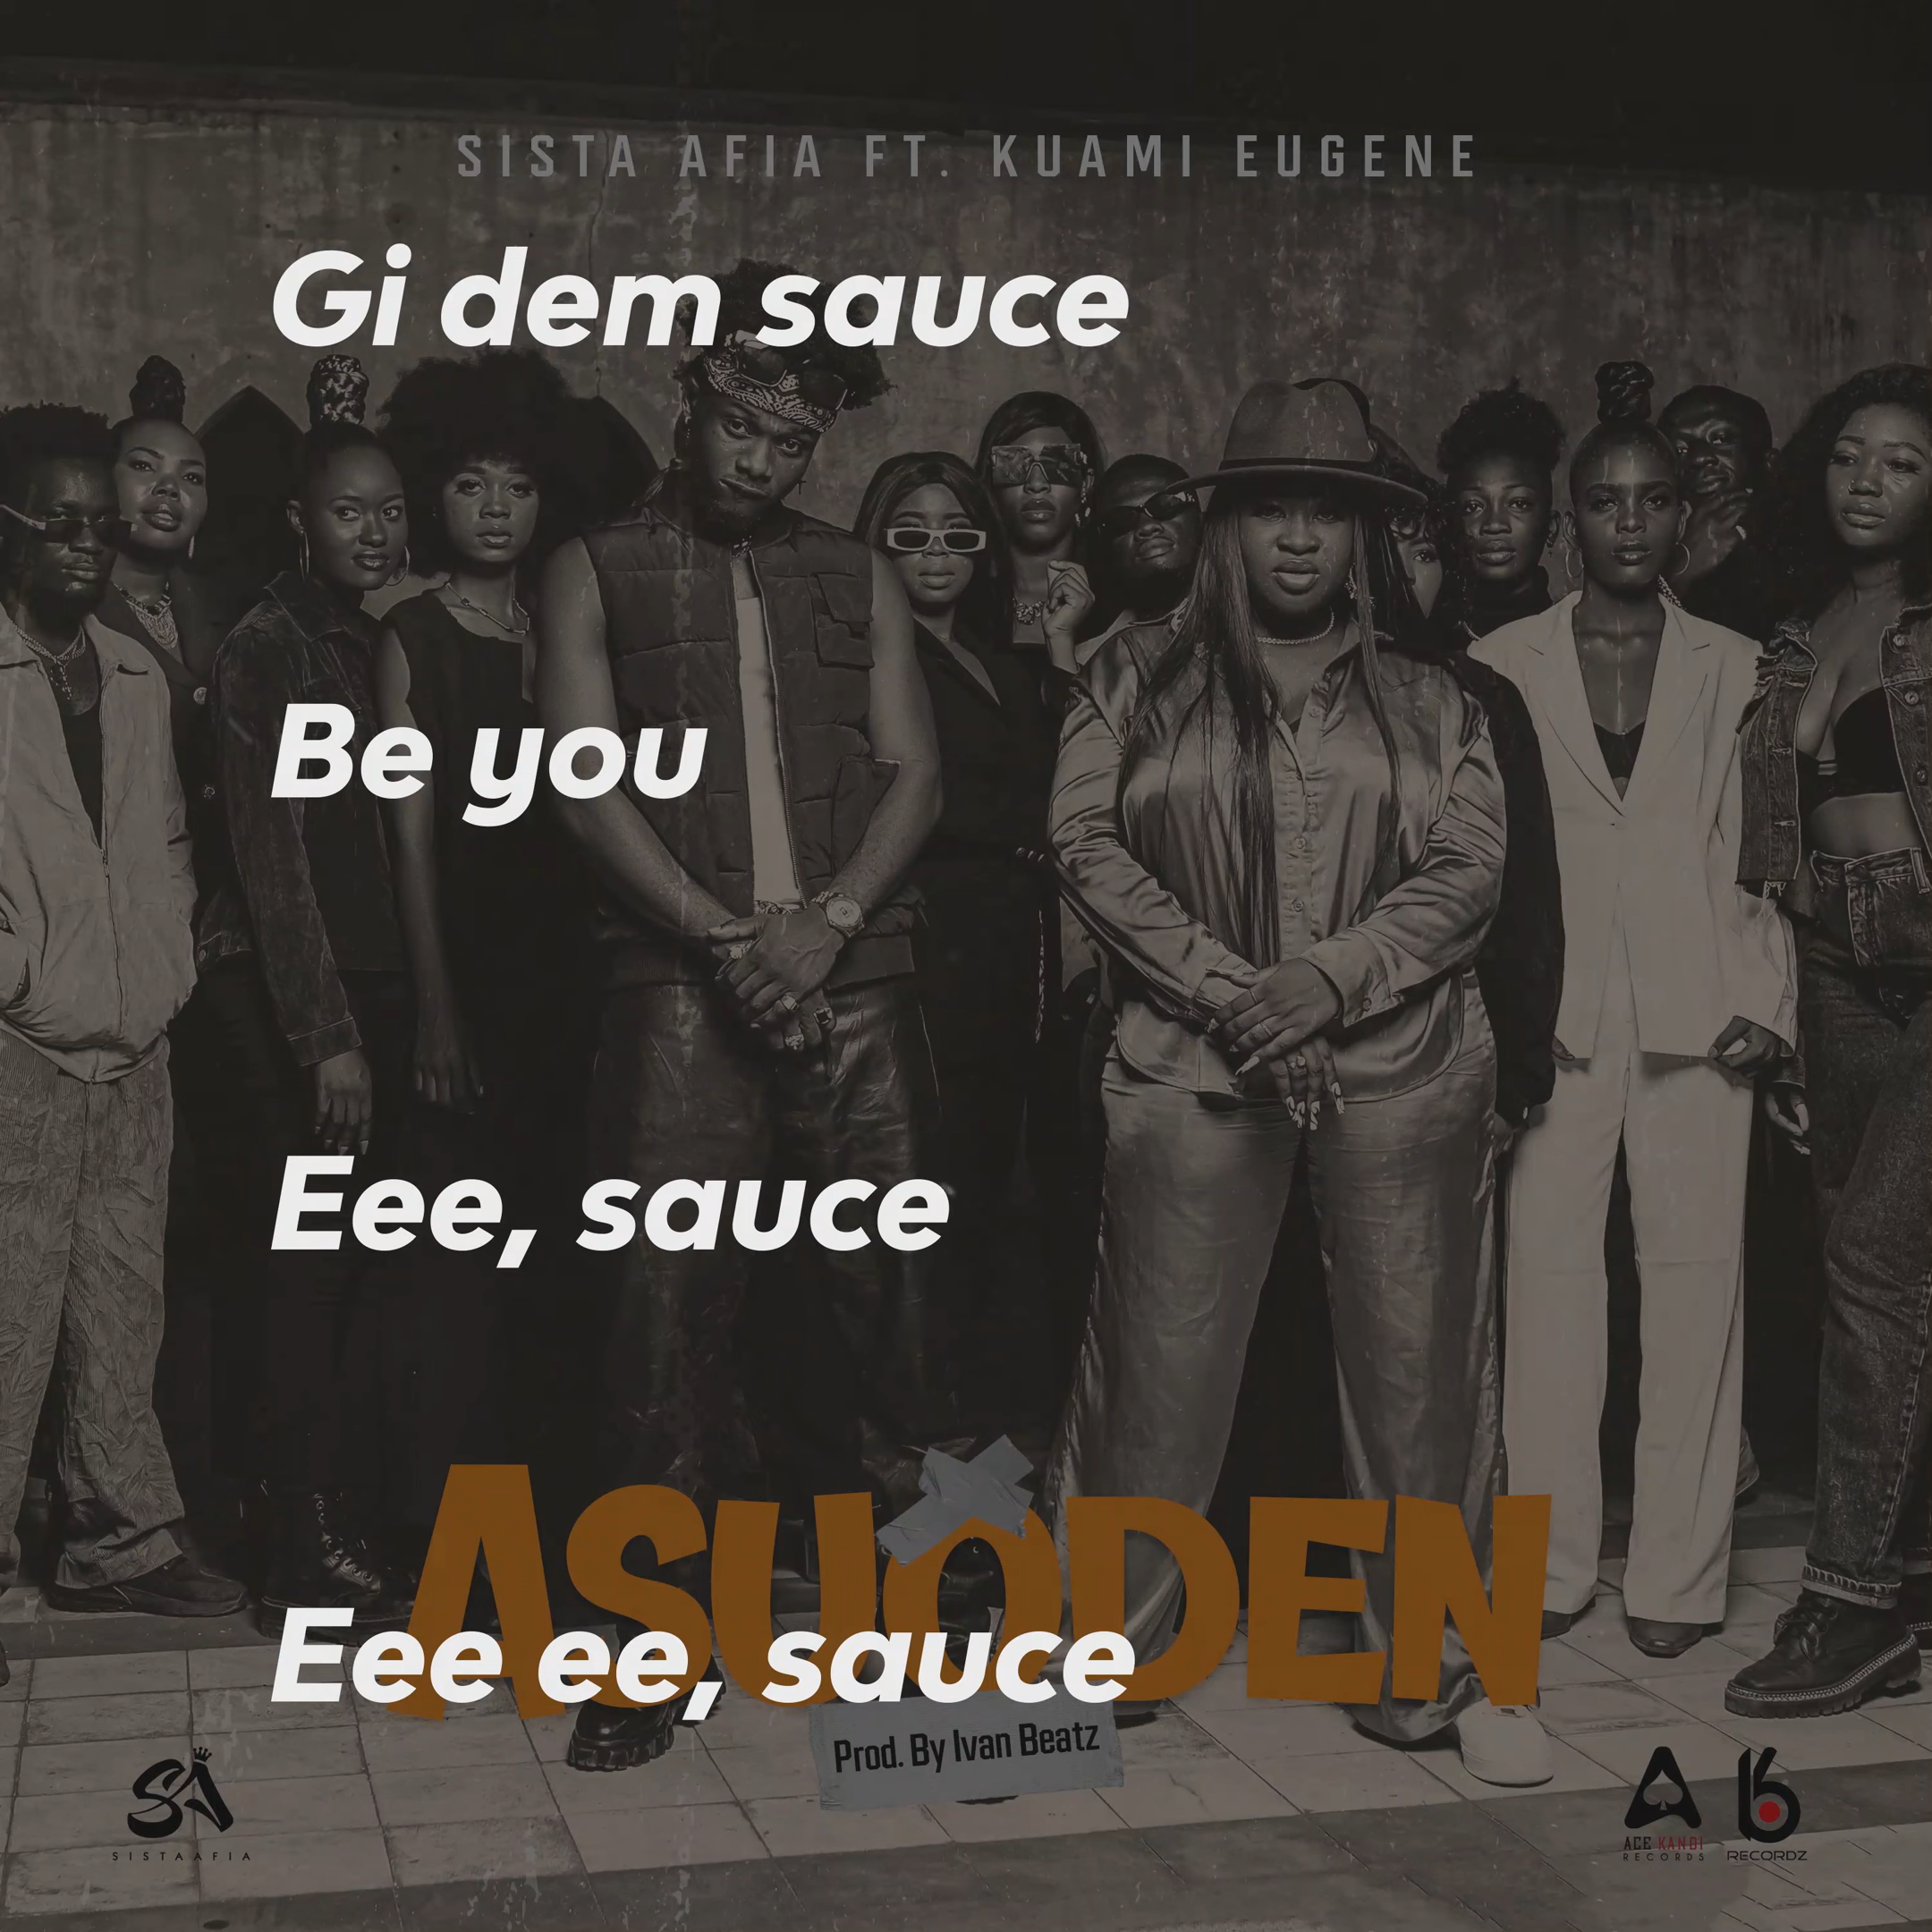 SISTA AFIA FT. KUAMI EUGENE
Gi dem sauce
Be you
Eee, sauce
ASUODEN
Eee ee, sauce
Prod. By Ivan Beatz
SA
SISTAAFIA
A
ACE KANDI
RECORDS
b
RECORDZ